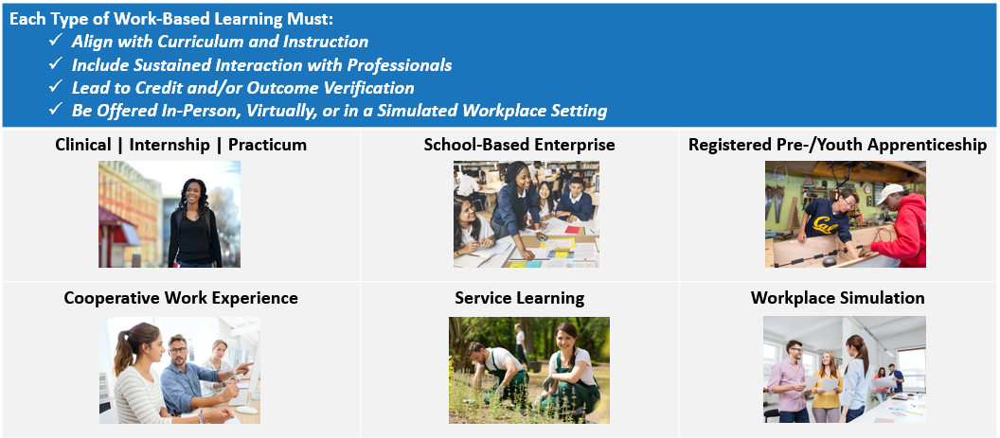 Each Type of Work-Based Learning Must:
✓ Align with Curriculum and Instruction
✓ Include Sustained Interaction with Professionals
✓ Lead to Credit and/or Outcome Verification
✓ Be Offered In-Person, Virtually, or in a Simulated Workplace Setting
Clinical | Internship | Practicum
School-Based Enterprise
Registered Pre-/Youth Apprenticeship
Cal
Cooperative Work Experience
Service Learning
Workplace Simulation